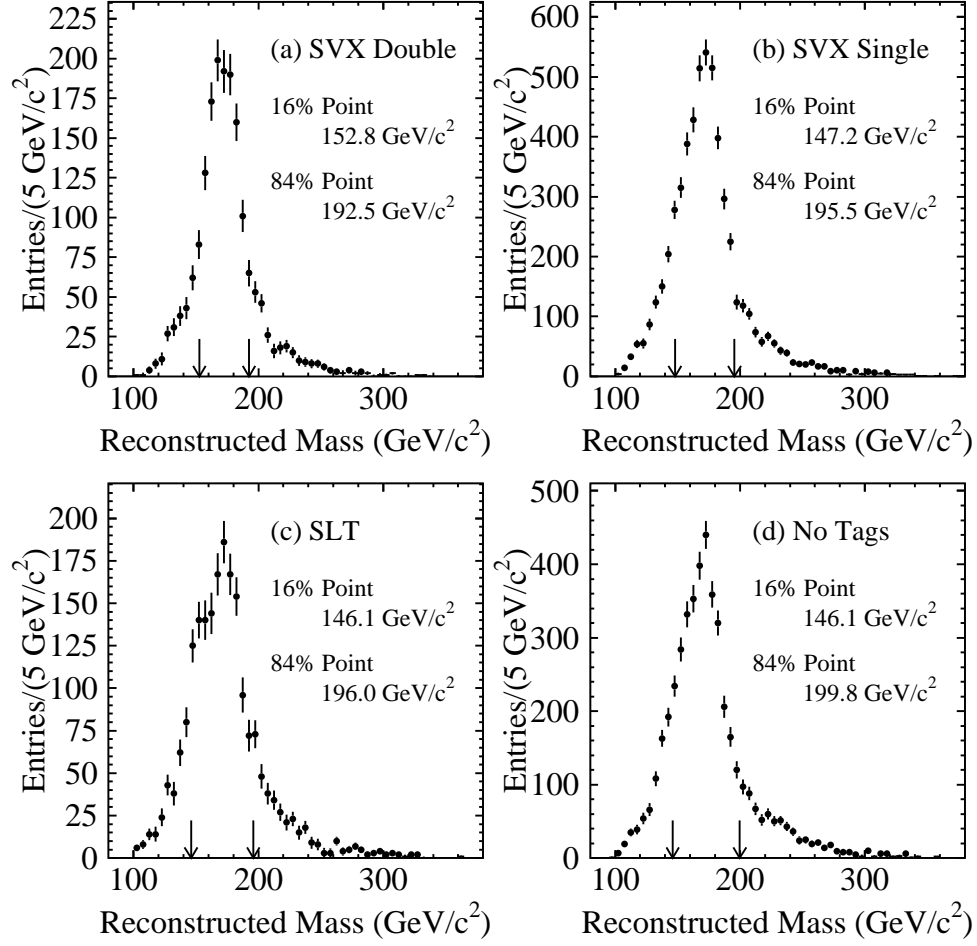 Entries/(5 GeV/c²)
225
200
175
150
125
100
75
50
25
0
(a) SVX Double
16% Point
152.8 GeV/c²
84% Point
192.5 GeV/c²
100 200 300
Reconstructed Mass (GeV/c²)
Entries/(5 GeV/c²)
600
500
400
300
200
100
0
(b) SVX Single
16% Point
147.2 GeV/c²
84% Point
195.5 GeV/c²
100 200 300
Reconstructed Mass (GeV/c²)
Entries/(5 GeV/c²)
200
175
150
125
100
75
50
25
0
(c) SLT
16% Point
146.1 GeV/c²
84% Point
196.0 GeV/c²
100 200 300
Reconstructed Mass (GeV/c²)
Entries/(5 GeV/c²)
500
400
300
200
100
0
(d) No Tags
16% Point
146.1 GeV/c²
84% Point
199.8 GeV/c²
100 200 300
Reconstructed Mass (GeV/c²)